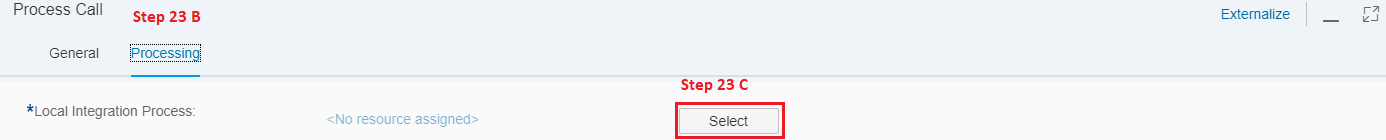 Process Call
Step 23 B
Externalize
General
Processing
Step 23 C
*Local Integration Process:
<No resource assigned>
Select